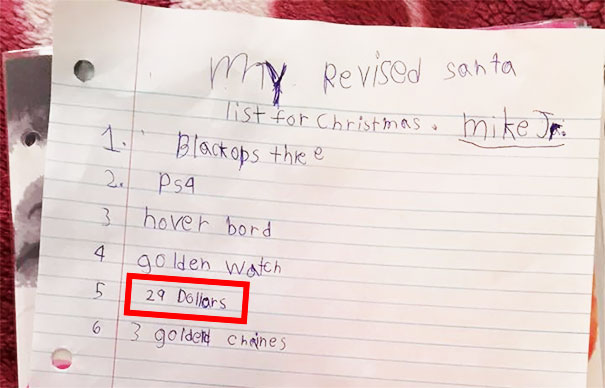 my Revised santa
list for Christmas. mike Jr.
1. Blackops three
2. Ps4
3 hover bord
4 golden watch
5 29 Dollars
6 3 golded chaines